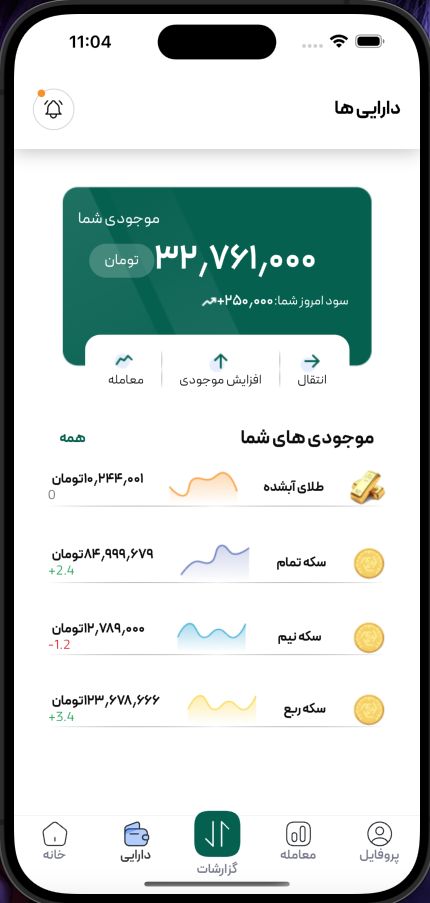 11:04
دارایی ها
موجودی شما
۳۲٫۷۶۱٫۰۰۰ تومان
سود امروز شما: ۲۵۰٫۰۰۰+
انتقال
افزایش موجودی
معامله
موجودی های شما
همه
طلای آبشده
۱۰٫۲۴۴٫۰۰۱تومان
0
سکه تمام
۸۴٫۹۹۹٫۶۷۹تومان
+2.4
سکه نیم
۱۲٫۷۸۹٫۰۰۰تومان
-1.2
سکه ربع
۱۲۳٫۶۷۸٫۶۶۶تومان
+3.4
پروفایل
معامله
گزارشات
دارایی
خانه